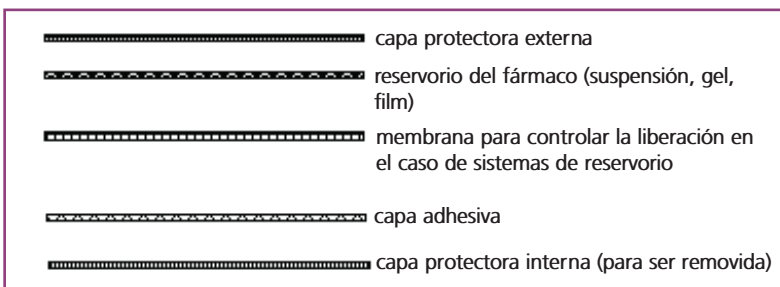 capa protectora externa
reservorio del fármaco (suspensión, gel,
film)
membrana para controlar la liberación en
el caso de sistemas de reservorio
capa adhesiva
capa protectora interna (para ser removida)